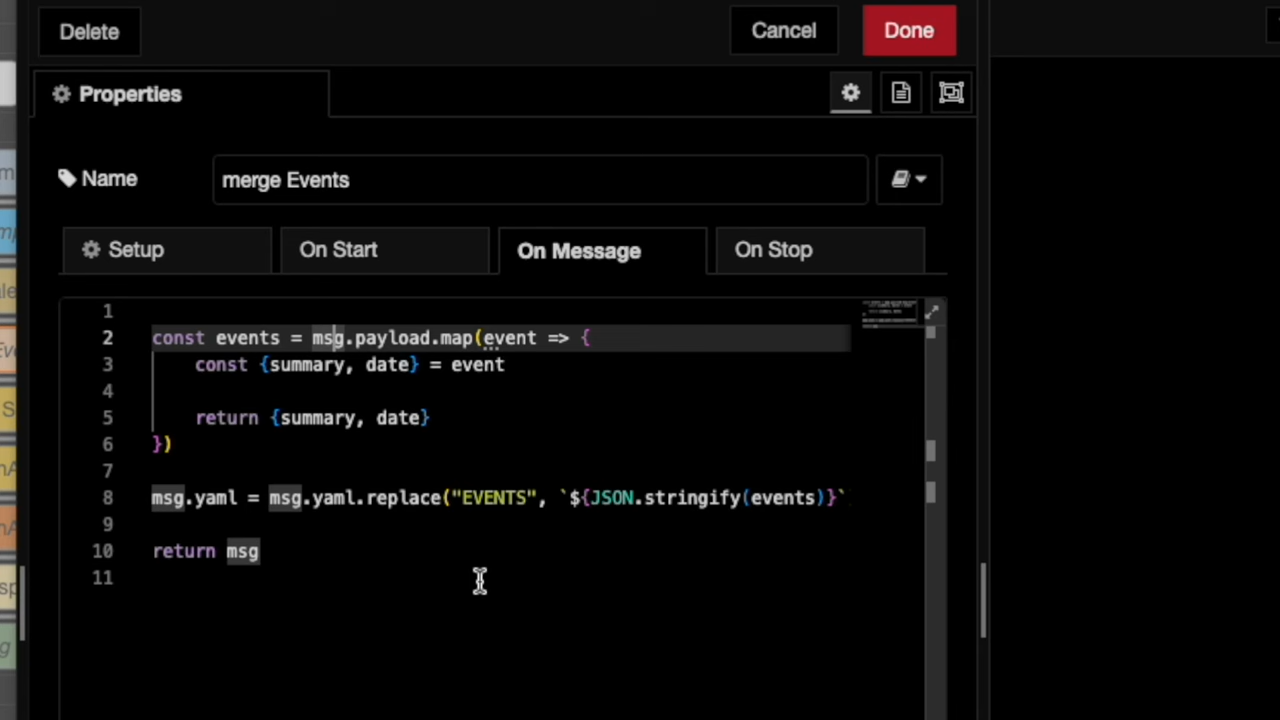 Delete Cancel Done
Properties
Name merge Events
Setup On Start On Message On Stop
1
2 const events = msg.payload.map(event => {
3     const {summary, date} = event
4
5     return {summary, date}
6 })
7
8 msg.yaml = msg.yaml.replace("EVENTS", `${JSON.stringify(events)}`
9
10 return msg
11